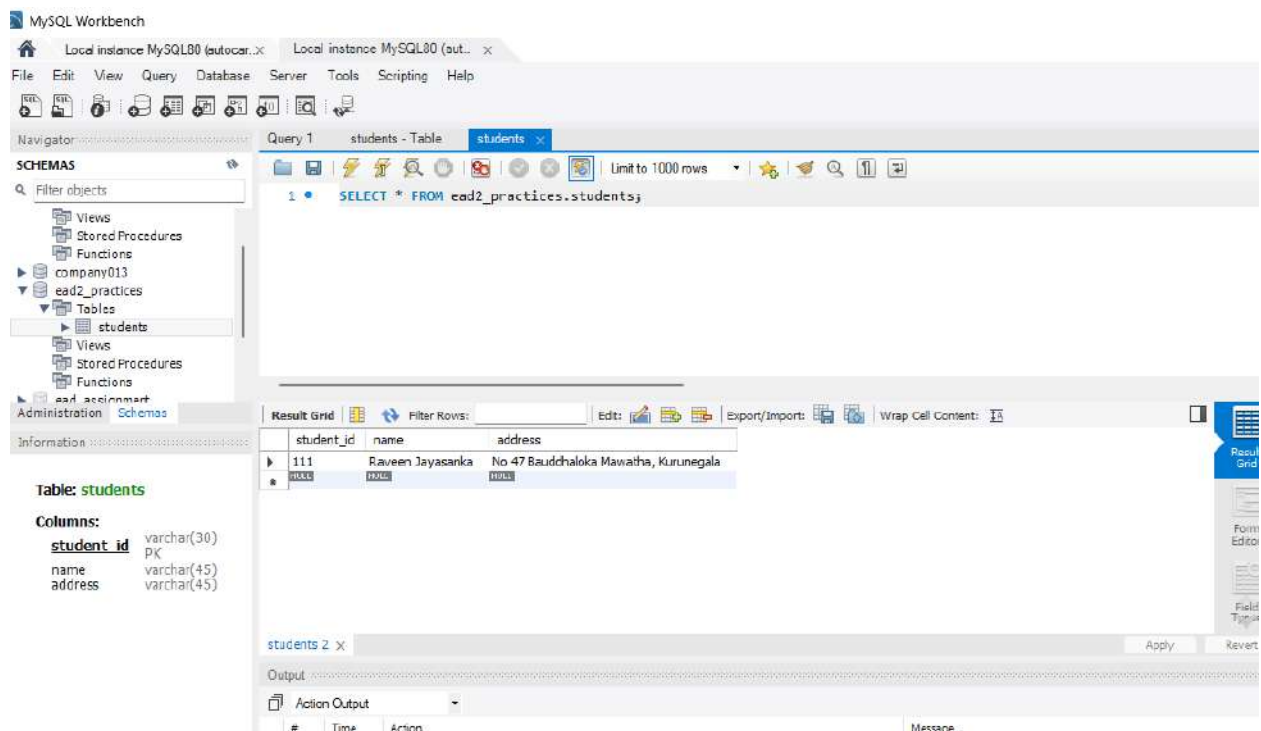 MySQL Workbench
Local instance MySQL80 (autocar.. x Local instance MySQL80 (aut.. x
File Edit View Query Database Server Tools Scripting Help
Navigator Query 1 students - Table students x
SCHEMAS Limit to 1000 rows
Filter objects
1 SELECT * FROM ead2_practices.students;
Views
Stored Procedures
Functions
company013
ead2_practices
Tables
students
Views
Stored Procedures
Functions
Administration Schemas
Result Grid Filter Rows: Edit: Export/Import: Wrap Cell Content:
Information
student_id name address
111 Raveen Jayasanka No 47 Bauddhaloka Mawatha, Kurunegala
NULL NULL NULL
Result
Grid
Table: students
Columns:
student_id varchar(30)
PK
name varchar(45)
address varchar(45)
Form
Editor
Field
students 2 x Apply Revert
Output
Action Output
# Time Action Message